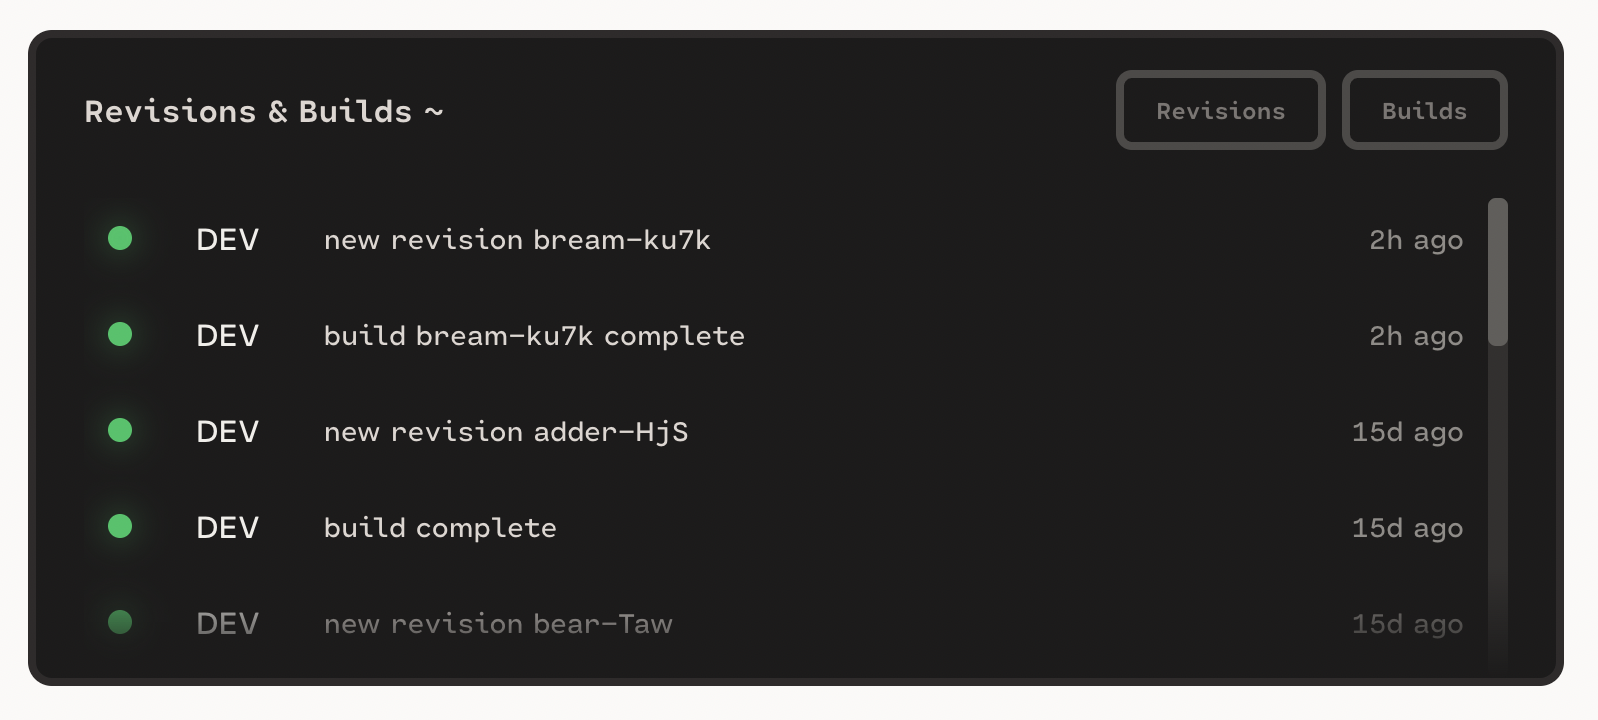 Revisions & Builds ~ Revisions Builds
DEV new revision bream-ku7k 2h ago
DEV build bream-ku7k complete 2h ago
DEV new revision adder-HjS 15d ago
DEV build complete 15d ago
DEV new revision bear-Taw 15d ago